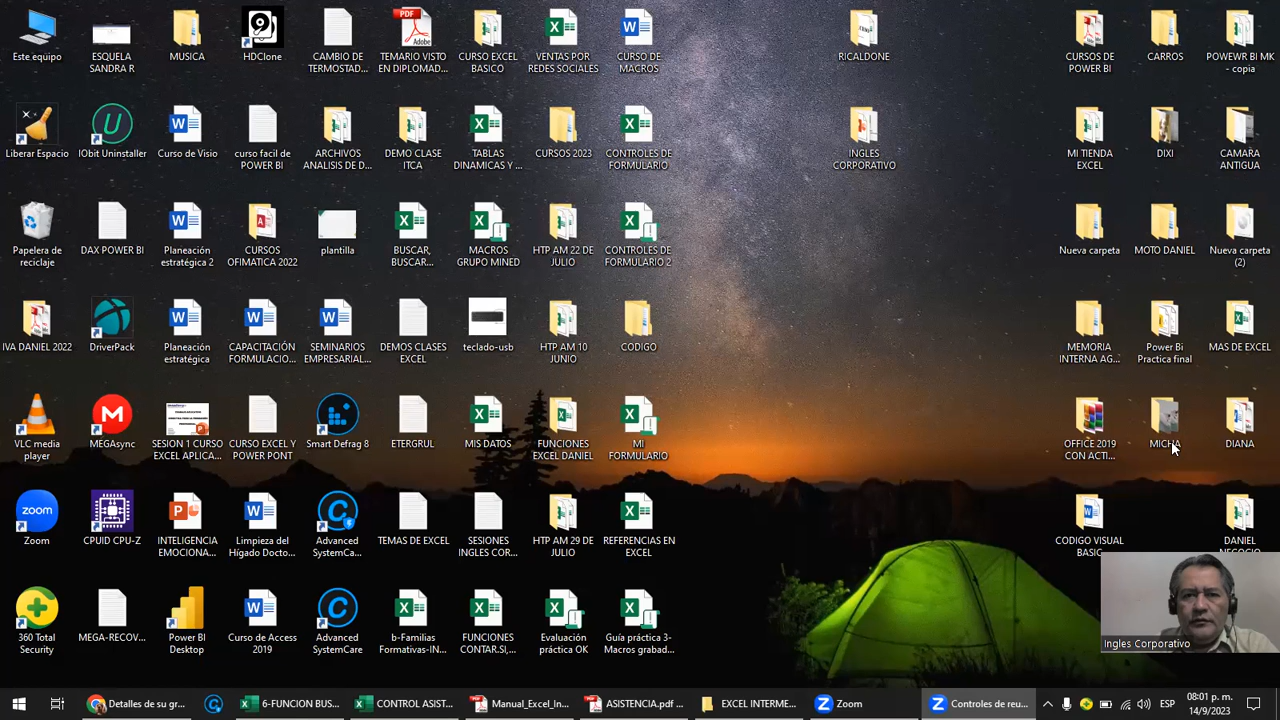 Este equipo
ESCUELA
SANDRA R
MUSICA
HDClone
CAMBIO DE
TERMOSTAD...
PDF
Adobe
TEMARIO VISTO
EN DIPLOMAD...
CURSO EXCEL
BASICO
VENTAS POR
REDES SOCIALES
CURSO DE
MACROS
RICALDONE
CURSOS DE
POWER BI
CARROS
POWEWR BI MK
- copia
Liberar Espacio
IObit Uninstaller
Curso de Visio
curso facil de
POWER BI
ARCHIVOS
ANALISIS DE D...
DEMO CLASE
ITCA
TABLAS
DINAMICAS Y ...
CURSOS 2023
CONTROLES DE
FORMULARIO
INGLES
CORPORATIVO
MI TIENDA
EXCEL
DIXI
CAMARA
ANTIGUA
Papelera de
reciclaje
DAX POWER BI
Planeación
estratégica 2
CURSOS
OFIMATICA 2022
plantilla
BUSCAR,
BUSCAR...
MACROS
GRUPO MINED
HTP AM 22 DE
JULIO
CONTROLES DE
FORMULARIO 2
Nueva carpeta
MOTO DANIEL
Nueva carpeta
(2)
IVA DANIEL 2022
DriverPack
Planeación
estratégica
CAPACITACIÓN
FORMULACIO...
SEMINARIOS
EMPRESARIAL...
DEMOS CLASES
EXCEL
teclado-usb
HTP AM 10
JUNIO
CODIGO
MEMORIA
INTERNA AG...
Power Bi
Practica final
MAS DE EXCEL
VLC media
player
MEGAsync
SESION 1 CURSO
EXCEL APLICA...
CURSO EXCEL Y
POWER PONT
Smart Defrag 8
ETERGRUL
MIS DATOS
FUNCIONES
EXCEL DANIEL
MI
FORMULARIO
OFFICE 2019
CON ACTI...
MICHA
DIANA
zoom
Zoom
CPUID CPU-Z
INTELIGENCIA
EMOCIONA...
Limpieza del
Hígado Docto...
Advanced
SystemCa...
TEMAS DE EXCEL
SESIONES
INGLES COR...
HTP AM 29 DE
JULIO
REFERENCIAS EN
EXCEL
CODIGO VISUAL
BASIC
DANIEL
NEGOCIO
360 Total
Security
MEGA-RECOV...
Power BI
Desktop
Curso de Access
2019
Advanced
SystemCare
b-Familias
Formativas-IN...
FUNCIONES
CONTAR.SI,...
Evaluación
práctica OK
Guía práctica 3-
Macros grabad...
Ingles Corporativo
Detalles de su gr...
6-FUNCION BUS...
CONTROL ASIST...
Manual_Excel_In...
ASISTENCIA.pdf ...
EXCEL INTERME...
Zoom
Controles de reu...
ESP
08:01 p. m.
14/9/2023